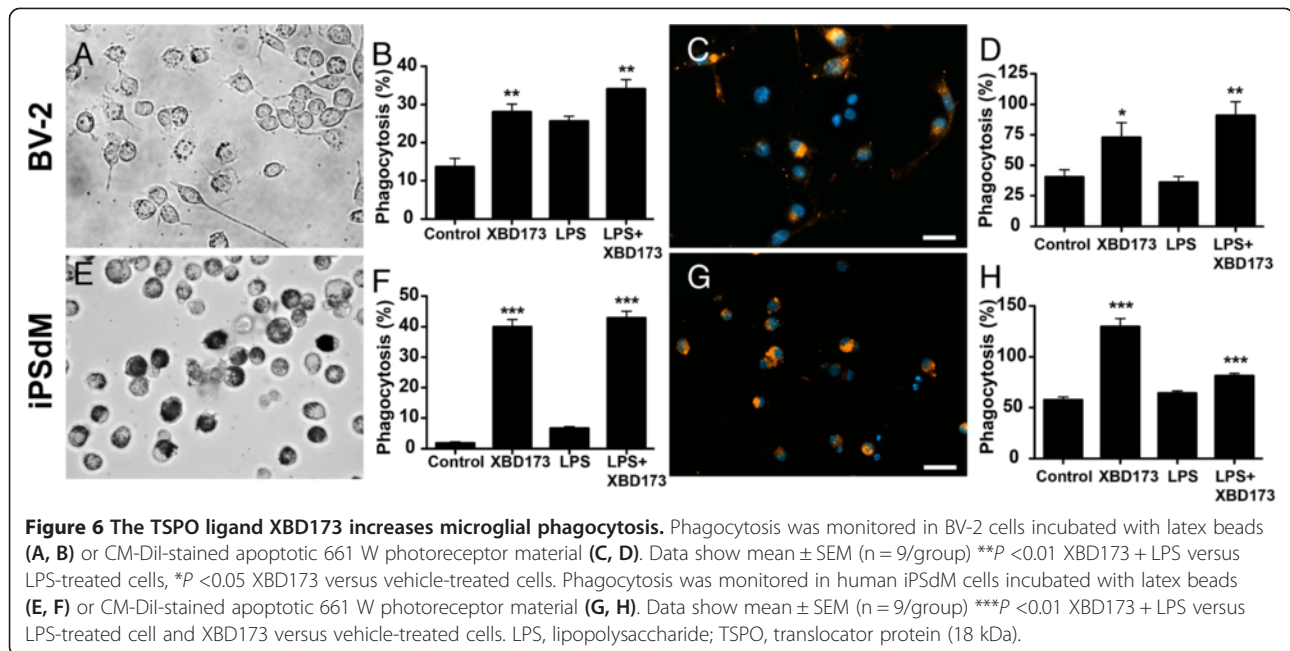 BV-2
A
B
Phagocytosis (%)
40
30
20
10
0
**
**
Control XBD173 LPS LPS+
XBD173
C
D
Phagocytosis (%)
125
100
75
50
25
0
*
**
Control XBD173 LPS LPS+
XBD173
iPSdM
E
F
Phagocytosis (%)
50
40
30
20
10
0
***
***
Control XBD173 LPS LPS+
XBD173
G
H
Phagocytosis (%)
150
100
50
0
***
***
Control XBD173 LPS LPS+
XBD173
Figure 6 The TSPO ligand XBD173 increases microglial phagocytosis. Phagocytosis was monitored in BV-2 cells incubated with latex beads
(A, B) or CM-DiI-stained apoptotic 661 W photoreceptor material (C, D). Data show mean ± SEM (n = 9/group) **P <0.01 XBD173 + LPS versus
LPS-treated cells, *P <0.05 XBD173 versus vehicle-treated cells. Phagocytosis was monitored in human iPSdM cells incubated with latex beads
(E, F) or CM-DiI-stained apoptotic 661 W photoreceptor material (G, H). Data show mean ± SEM (n = 9/group) ***P <0.01 XBD173 + LPS versus
LPS-treated cell and XBD173 versus vehicle-treated cells. LPS, lipopolysaccharide; TSPO, translocator protein (18 kDa).